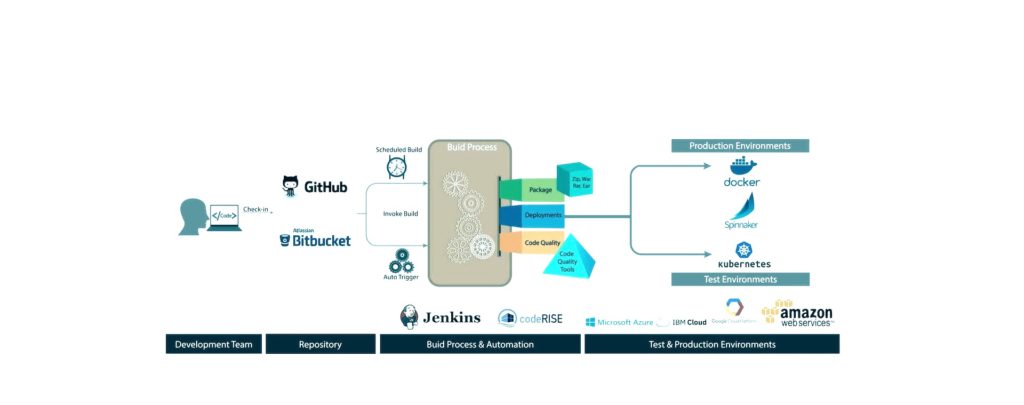 Scheduled Build
Buid Process
Production Environments
docker
Spinnaker
kubernetes
Test Environments
GitHub
Check-in
</Code>
Invoke Build
Atlassian
Bitbucket
Auto Trigger
Package
Zip, War
Rar, Ear
Deployments
Code Quality
Code
Quality
Tools
Jenkins
codeRISE
Microsoft Azure
IBM Cloud
Google Cloud Platform
amazon
web services
Development Team
Repository
Buid Process & Automation
Test & Production Environments